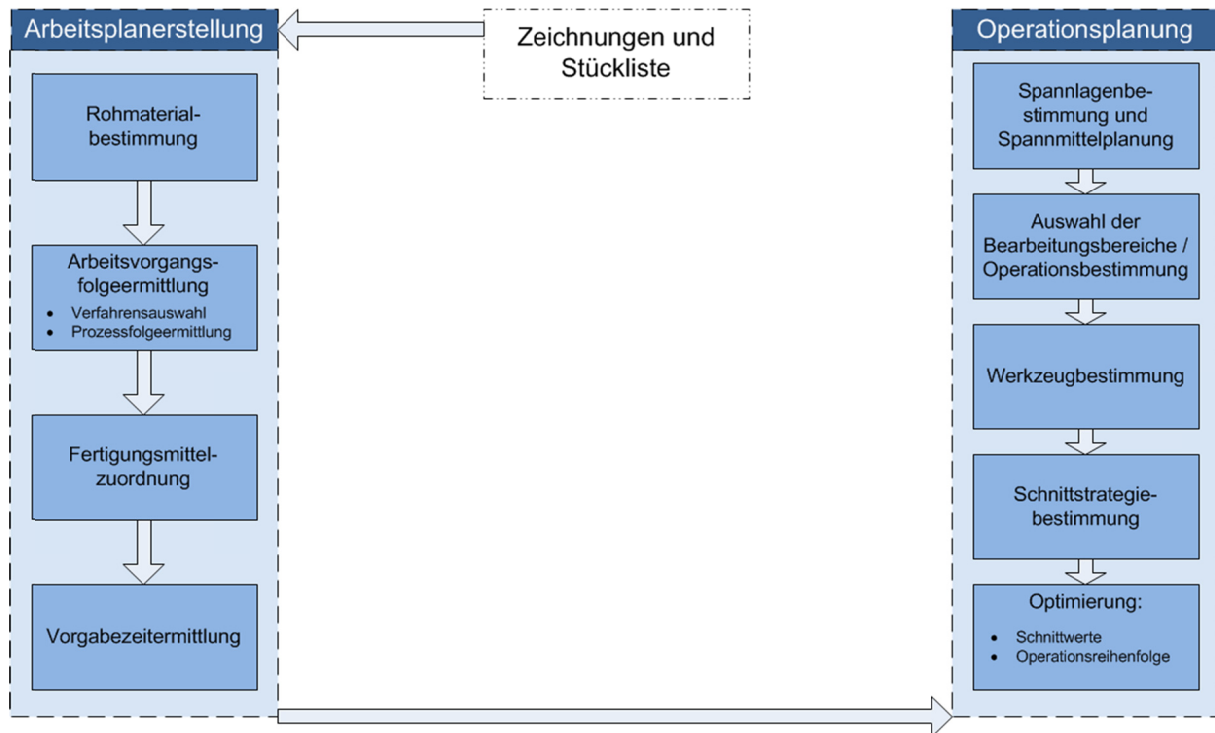 Arbeitsplanerstellung
Rohmaterial-
bestimmung
Arbeitsvorgangs-
folgeermittlung
• Verfahrensauswahl
• Prozessfolgeermittlung
Fertigungsmittel-
zuordnung
Vorgabezeitermittlung
Zeichnungen und
Stückliste
Operationsplanung
Spannlagenbe-
stimmung und
Spannmittelplanung
Auswahl der
Bearbeitungsbereiche /
Operationsbestimmung
Werkzeugbestimmung
Schnittstrategie-
bestimmung
Optimierung:
• Schnittwerte
• Operationsreihenfolge